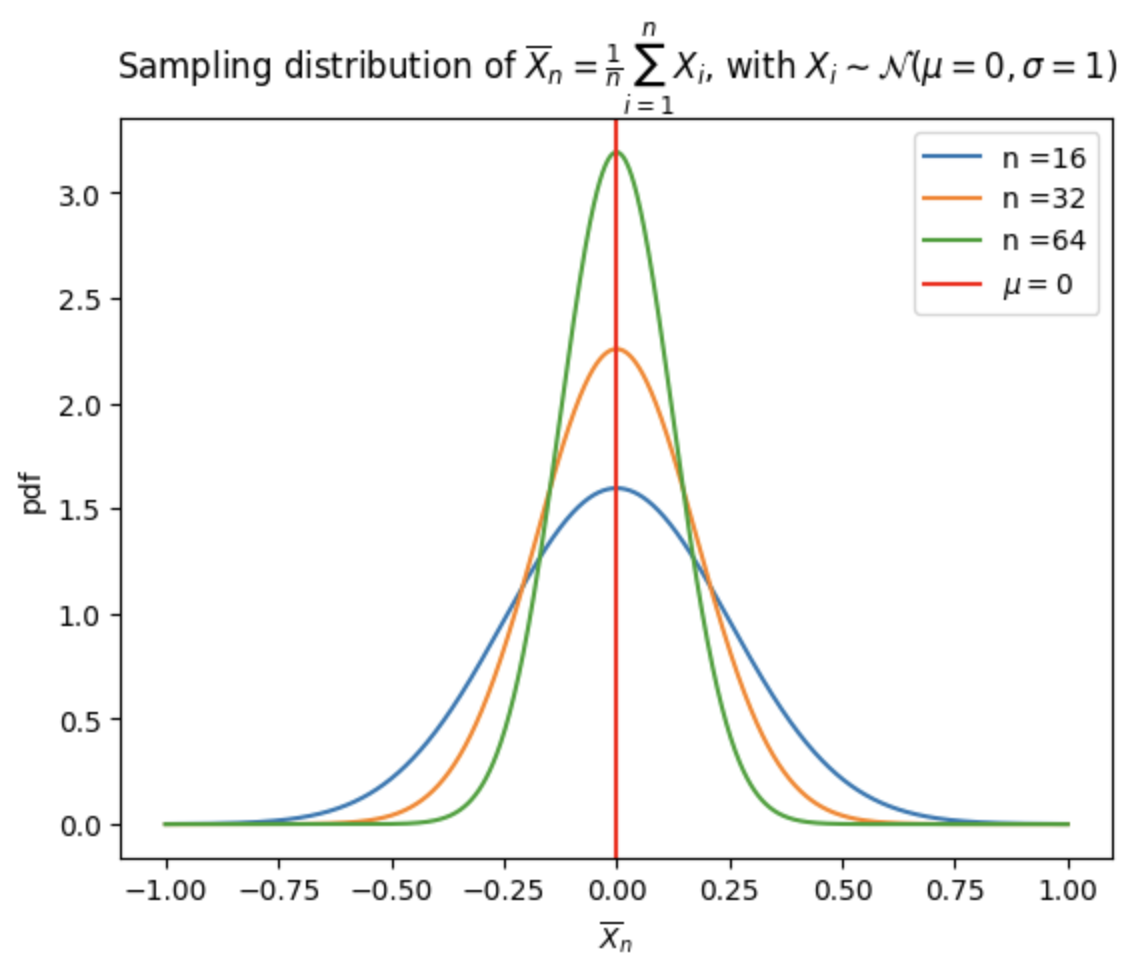 Sampling distribution of X̅ₙ = 1/n ∑ⁿᵢ₌₁ Xᵢ, with Xᵢ ~ 𝒩(μ = 0, σ = 1)
n =16
n =32
n =64
μ = 0
3.0
2.5
2.0
1.5
1.0
0.5
0.0
pdf
−1.00 −0.75 −0.50 −0.25 0.00 0.25 0.50 0.75 1.00
X̅ₙ